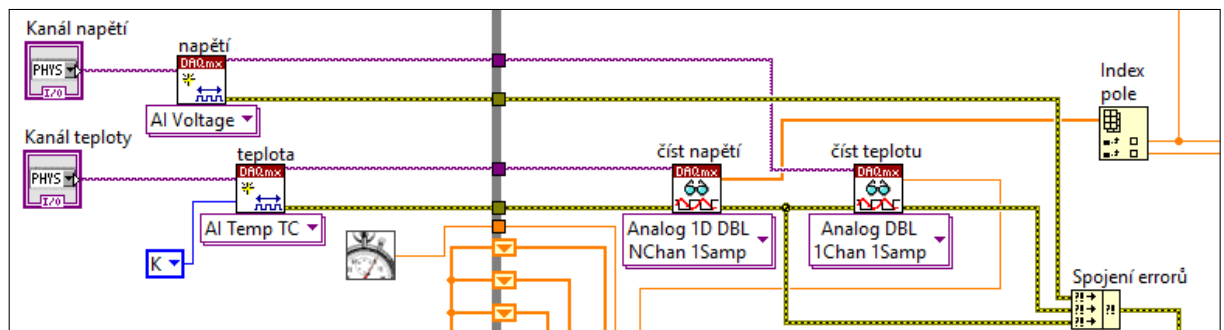 Kanál napětí
PHYS
I/O
napětí
DAQmx
AI Voltage
Kanál teploty
PHYS
I/O
teplota
DAQmx
AI Temp TC
K
číst napětí
DAQmx
Analog 1D DBL
NChan 1Samp
číst teplotu
DAQmx
Analog DBL
1Chan 1Samp
Index
pole
Spojení errorů
?!
?!
?!
?!